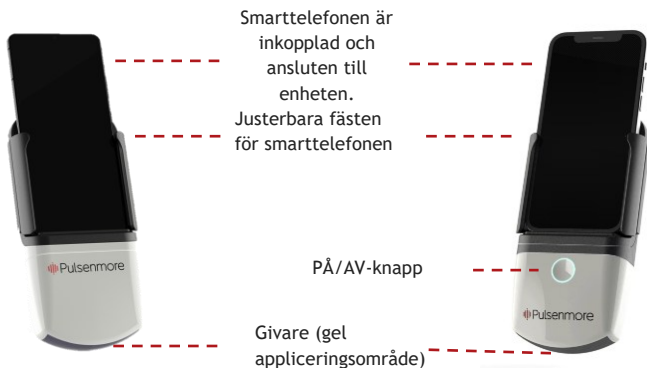 Smarttelefonen är
inkopplad och
ansluten till
enheten.
Justerbara fästen
för smarttelefonen
Pulsenmore
PÅ/AV-knapp
Pulsenmore
Givare (gel
appliceringsområde)